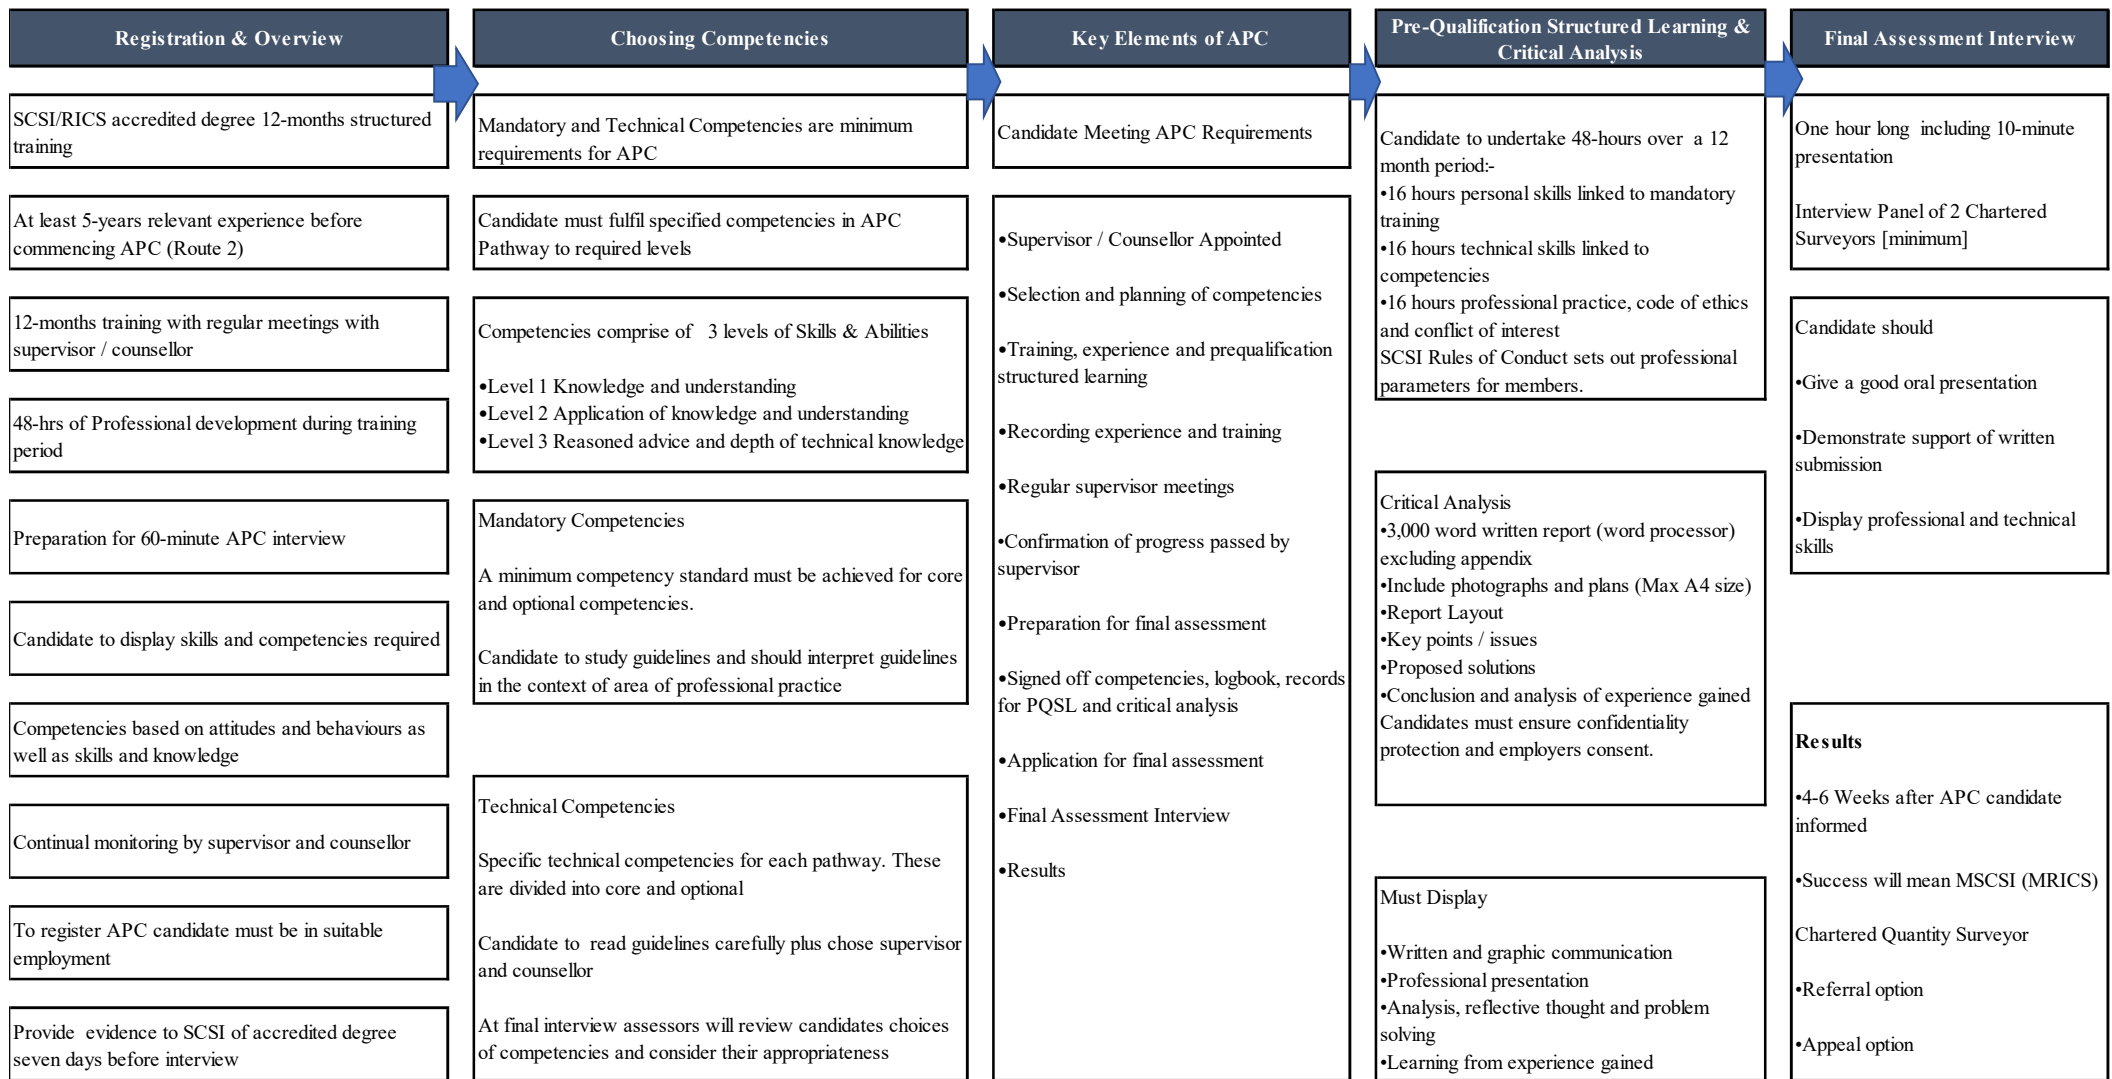 Registration & Overview
SCSI/RICS accredited degree 12-months structured
training
At least 5-years relevant experience before
commencing APC (Route 2)
12-months training with regular meetings with
supervisor / counsellor
48-hrs of Professional development during training
period
Preparation for 60-minute APC interview
Candidate to display skills and competencies required
Competencies based on attitudes and behaviours as
well as skills and knowledge
Continual monitoring by supervisor and counsellor
To register APC candidate must be in suitable
employment
Provide evidence to SCSI of accredited degree
seven days before interview
Choosing Competencies
Mandatory and Technical Competencies are minimum
requirements for APC
Candidate must fulfil specified competencies in APC
Pathway to required levels
Competencies comprise of 3 levels of Skills & Abilities
•Level 1 Knowledge and understanding
•Level 2 Application of knowledge and understanding
•Level 3 Reasoned advice and depth of technical knowledge
Mandatory Competencies
A minimum competency standard must be achieved for core
and optional competencies.
Candidate to study guidelines and should interpret guidelines
in the context of area of professional practice
Technical Competencies
Specific technical competencies for each pathway. These
are divided into core and optional
Candidate to read guidelines carefully plus chose supervisor
and counsellor
At final interview assessors will review candidates choices
of competencies and consider their appropriateness
Key Elements of APC
Candidate Meeting APC Requirements
•Supervisor / Counsellor Appointed
•Selection and planning of competencies
•Training, experience and prequalification
structured learning
•Recording experience and training
•Regular supervisor meetings
•Confirmation of progress passed by
supervisor
•Preparation for final assessment
•Signed off competencies, logbook, records
for PQSL and critical analysis
•Application for final assessment
•Final Assessment Interview
•Results
Pre-Qualification Structured Learning &
Critical Analysis
Candidate to undertake 48-hours over a 12
month period:-
•16 hours personal skills linked to mandatory
training
•16 hours technical skills linked to
competencies
•16 hours professional practice, code of ethics
and conflict of interest
SCSI Rules of Conduct sets out professional
parameters for members.
Critical Analysis
•3,000 word written report (word processor)
excluding appendix
•Include photographs and plans (Max A4 size)
•Report Layout
•Key points / issues
•Proposed solutions
•Conclusion and analysis of experience gained
Candidates must ensure confidentiality
protection and employers consent.
Must Display
•Written and graphic communication
•Professional presentation
•Analysis, reflective thought and problem
solving
•Learning from experience gained
Final Assessment Interview
One hour long including 10-minute
presentation
Interview Panel of 2 Chartered
Surveyors [minimum]
Candidate should
•Give a good oral presentation
•Demonstrate support of written
submission
•Display professional and technical
skills
Results
•4-6 Weeks after APC candidate
informed
•Success will mean MSCSI (MRICS)
Chartered Quantity Surveyor
•Referral option
•Appeal option